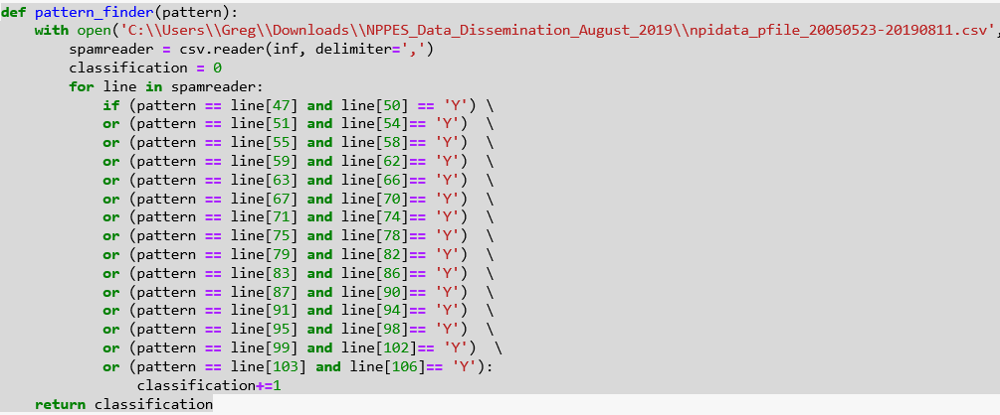 def pattern_finder(pattern):
    with open('C:\\Users\\Greg\\Downloads\\NPPES_Data_Dissemination_August_2019\\npidata_pfile_20050523-20190811.csv',
        spamreader = csv.reader(inf, delimiter=',')
        classification = 0
        for line in spamreader:
            if (pattern == line[47] and line[50] == 'Y') \
            or (pattern == line[51] and line[54]== 'Y')  \
            or (pattern == line[55] and line[58]== 'Y')  \
            or (pattern == line[59] and line[62]== 'Y')  \
            or (pattern == line[63] and line[66]== 'Y')  \
            or (pattern == line[67] and line[70]== 'Y')  \
            or (pattern == line[71] and line[74]== 'Y')  \
            or (pattern == line[75] and line[78]== 'Y')  \
            or (pattern == line[79] and line[82]== 'Y')  \
            or (pattern == line[83] and line[86]== 'Y')  \
            or (pattern == line[87] and line[90]== 'Y')  \
            or (pattern == line[91] and line[94]== 'Y')  \
            or (pattern == line[95] and line[98]== 'Y')  \
            or (pattern == line[99] and line[102]== 'Y')  \
            or (pattern == line[103] and line[106]== 'Y'):
                classification+=1
    return classification